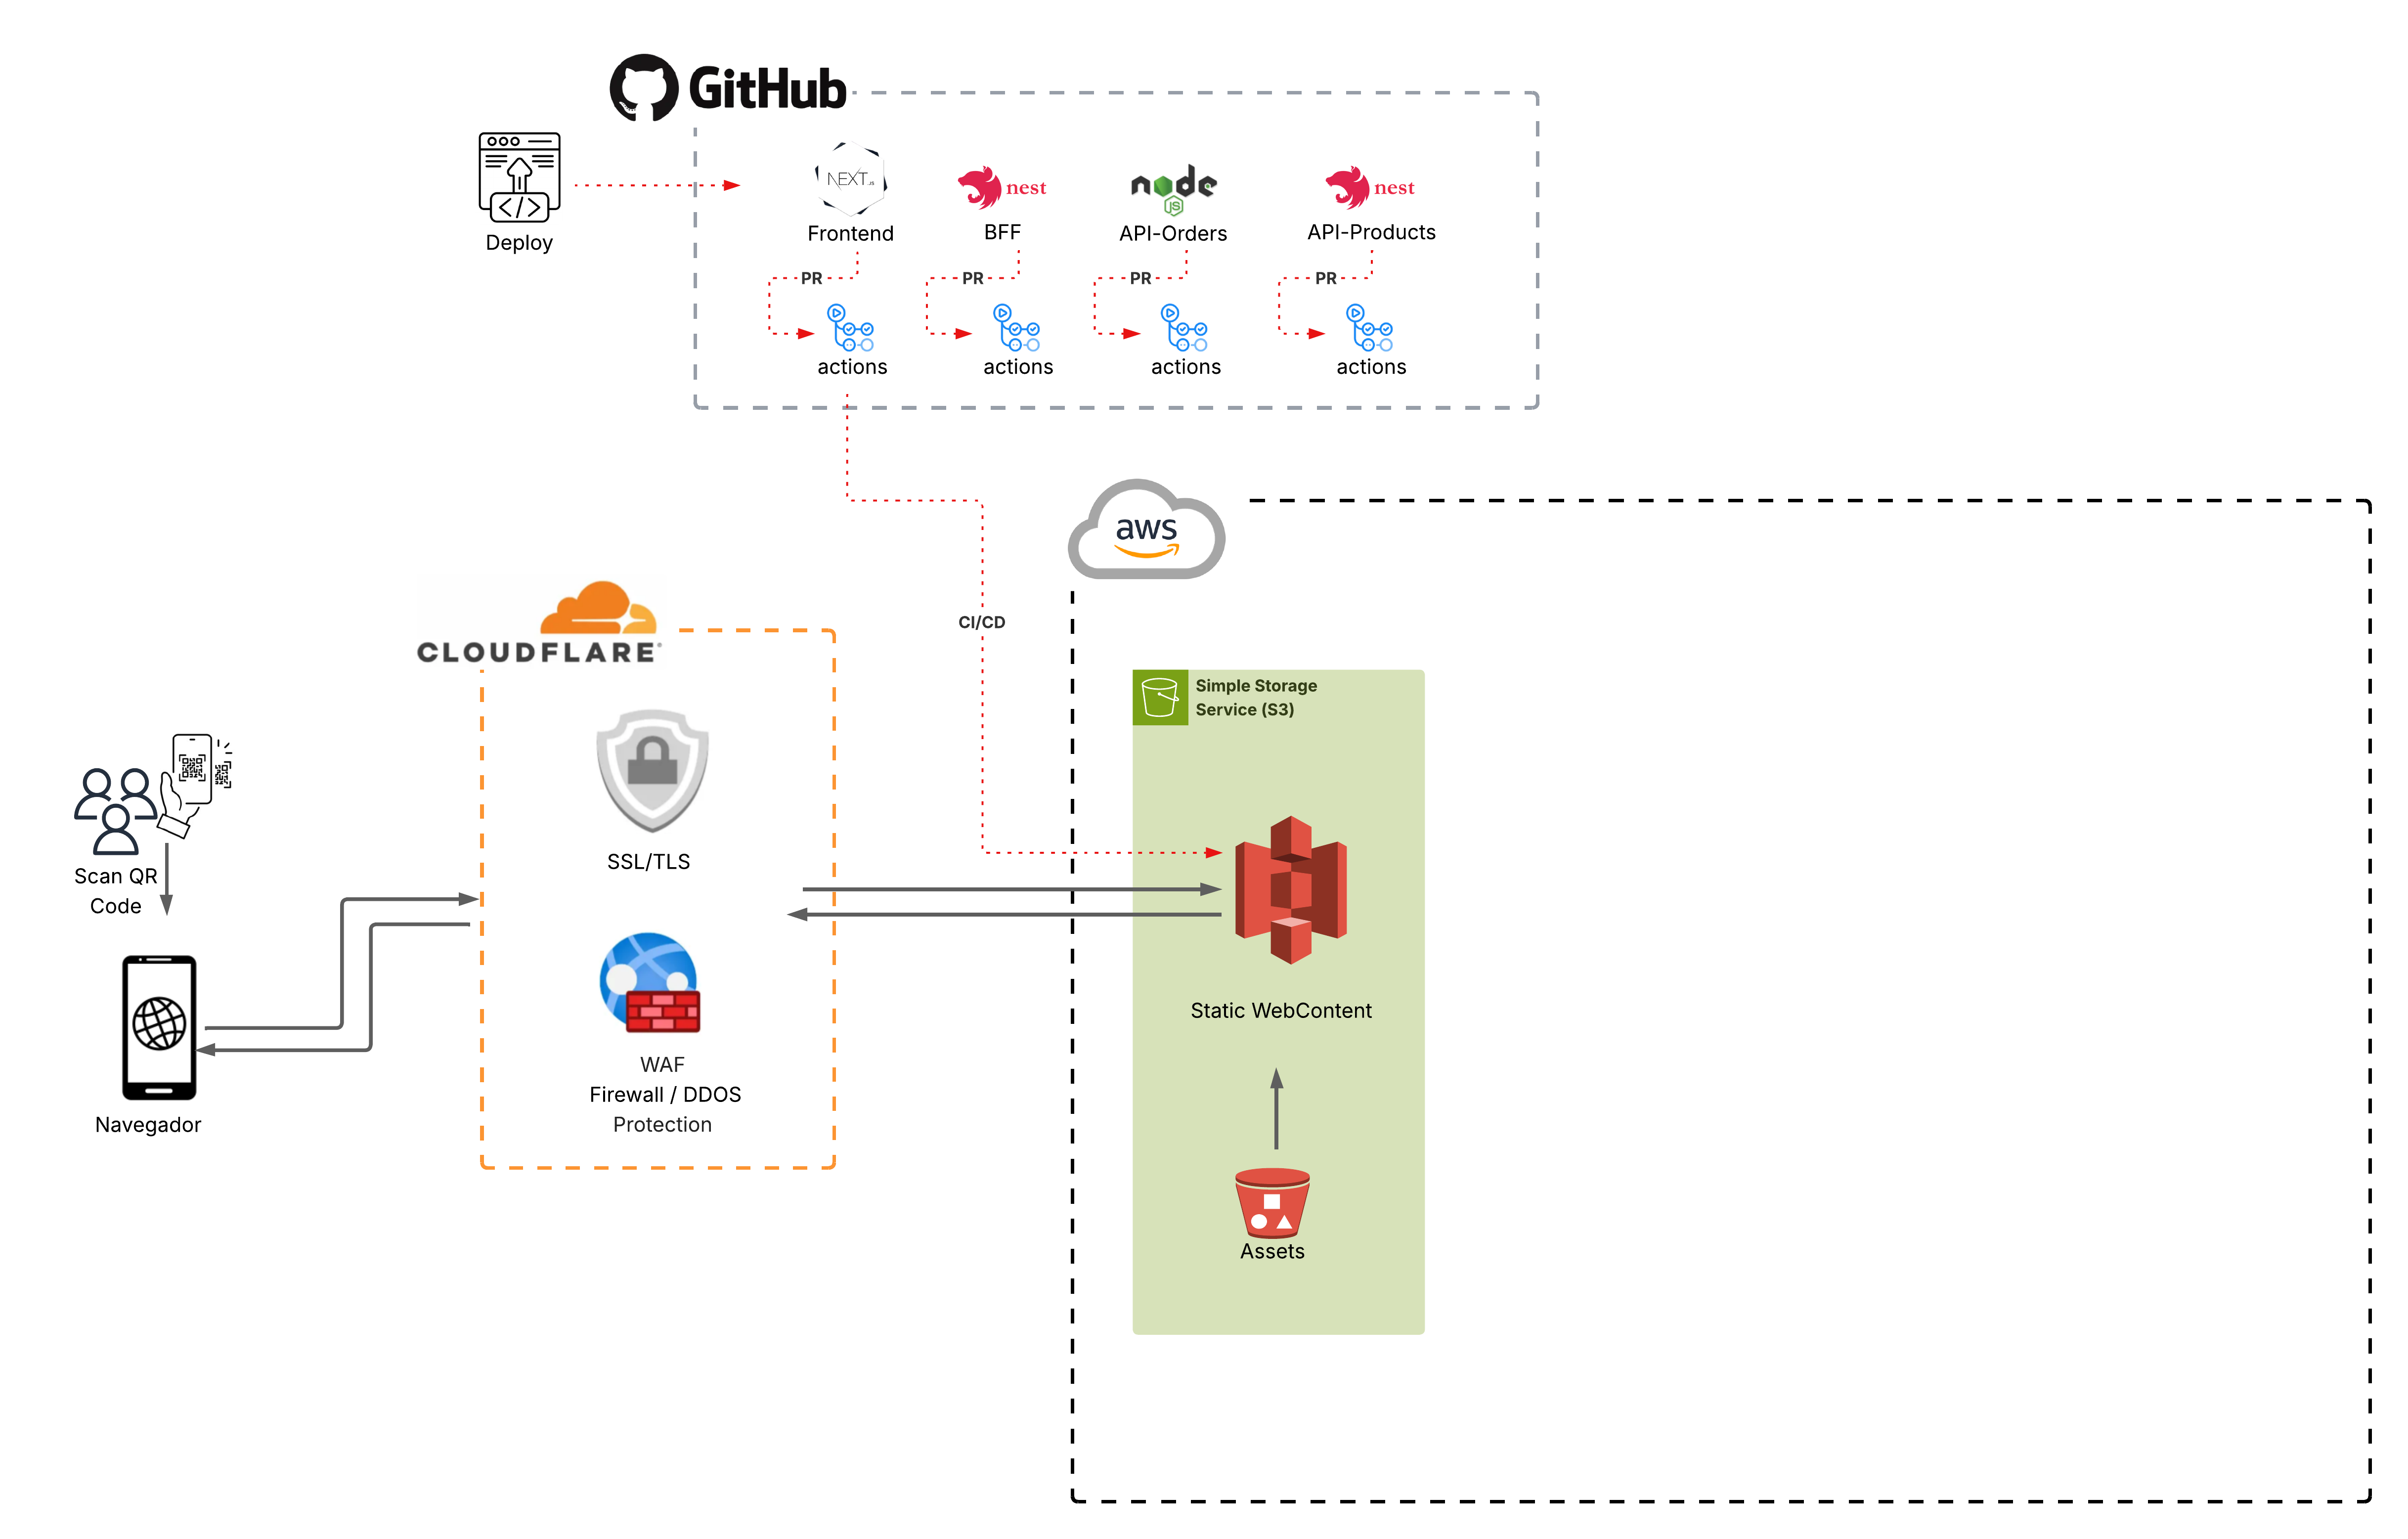 GitHub
NEXT.JS
nest
node
JS
nest
Deploy
Frontend
BFF
API-Orders
API-Products
PR
PR
PR
PR
actions
actions
actions
actions
aws
CI/CD
CLOUDFLARE
Simple Storage
Service (S3)
SSL/TLS
Scan QR
Code
Static WebContent
WAF
Firewall / DDOS
Protection
Navegador
Assets